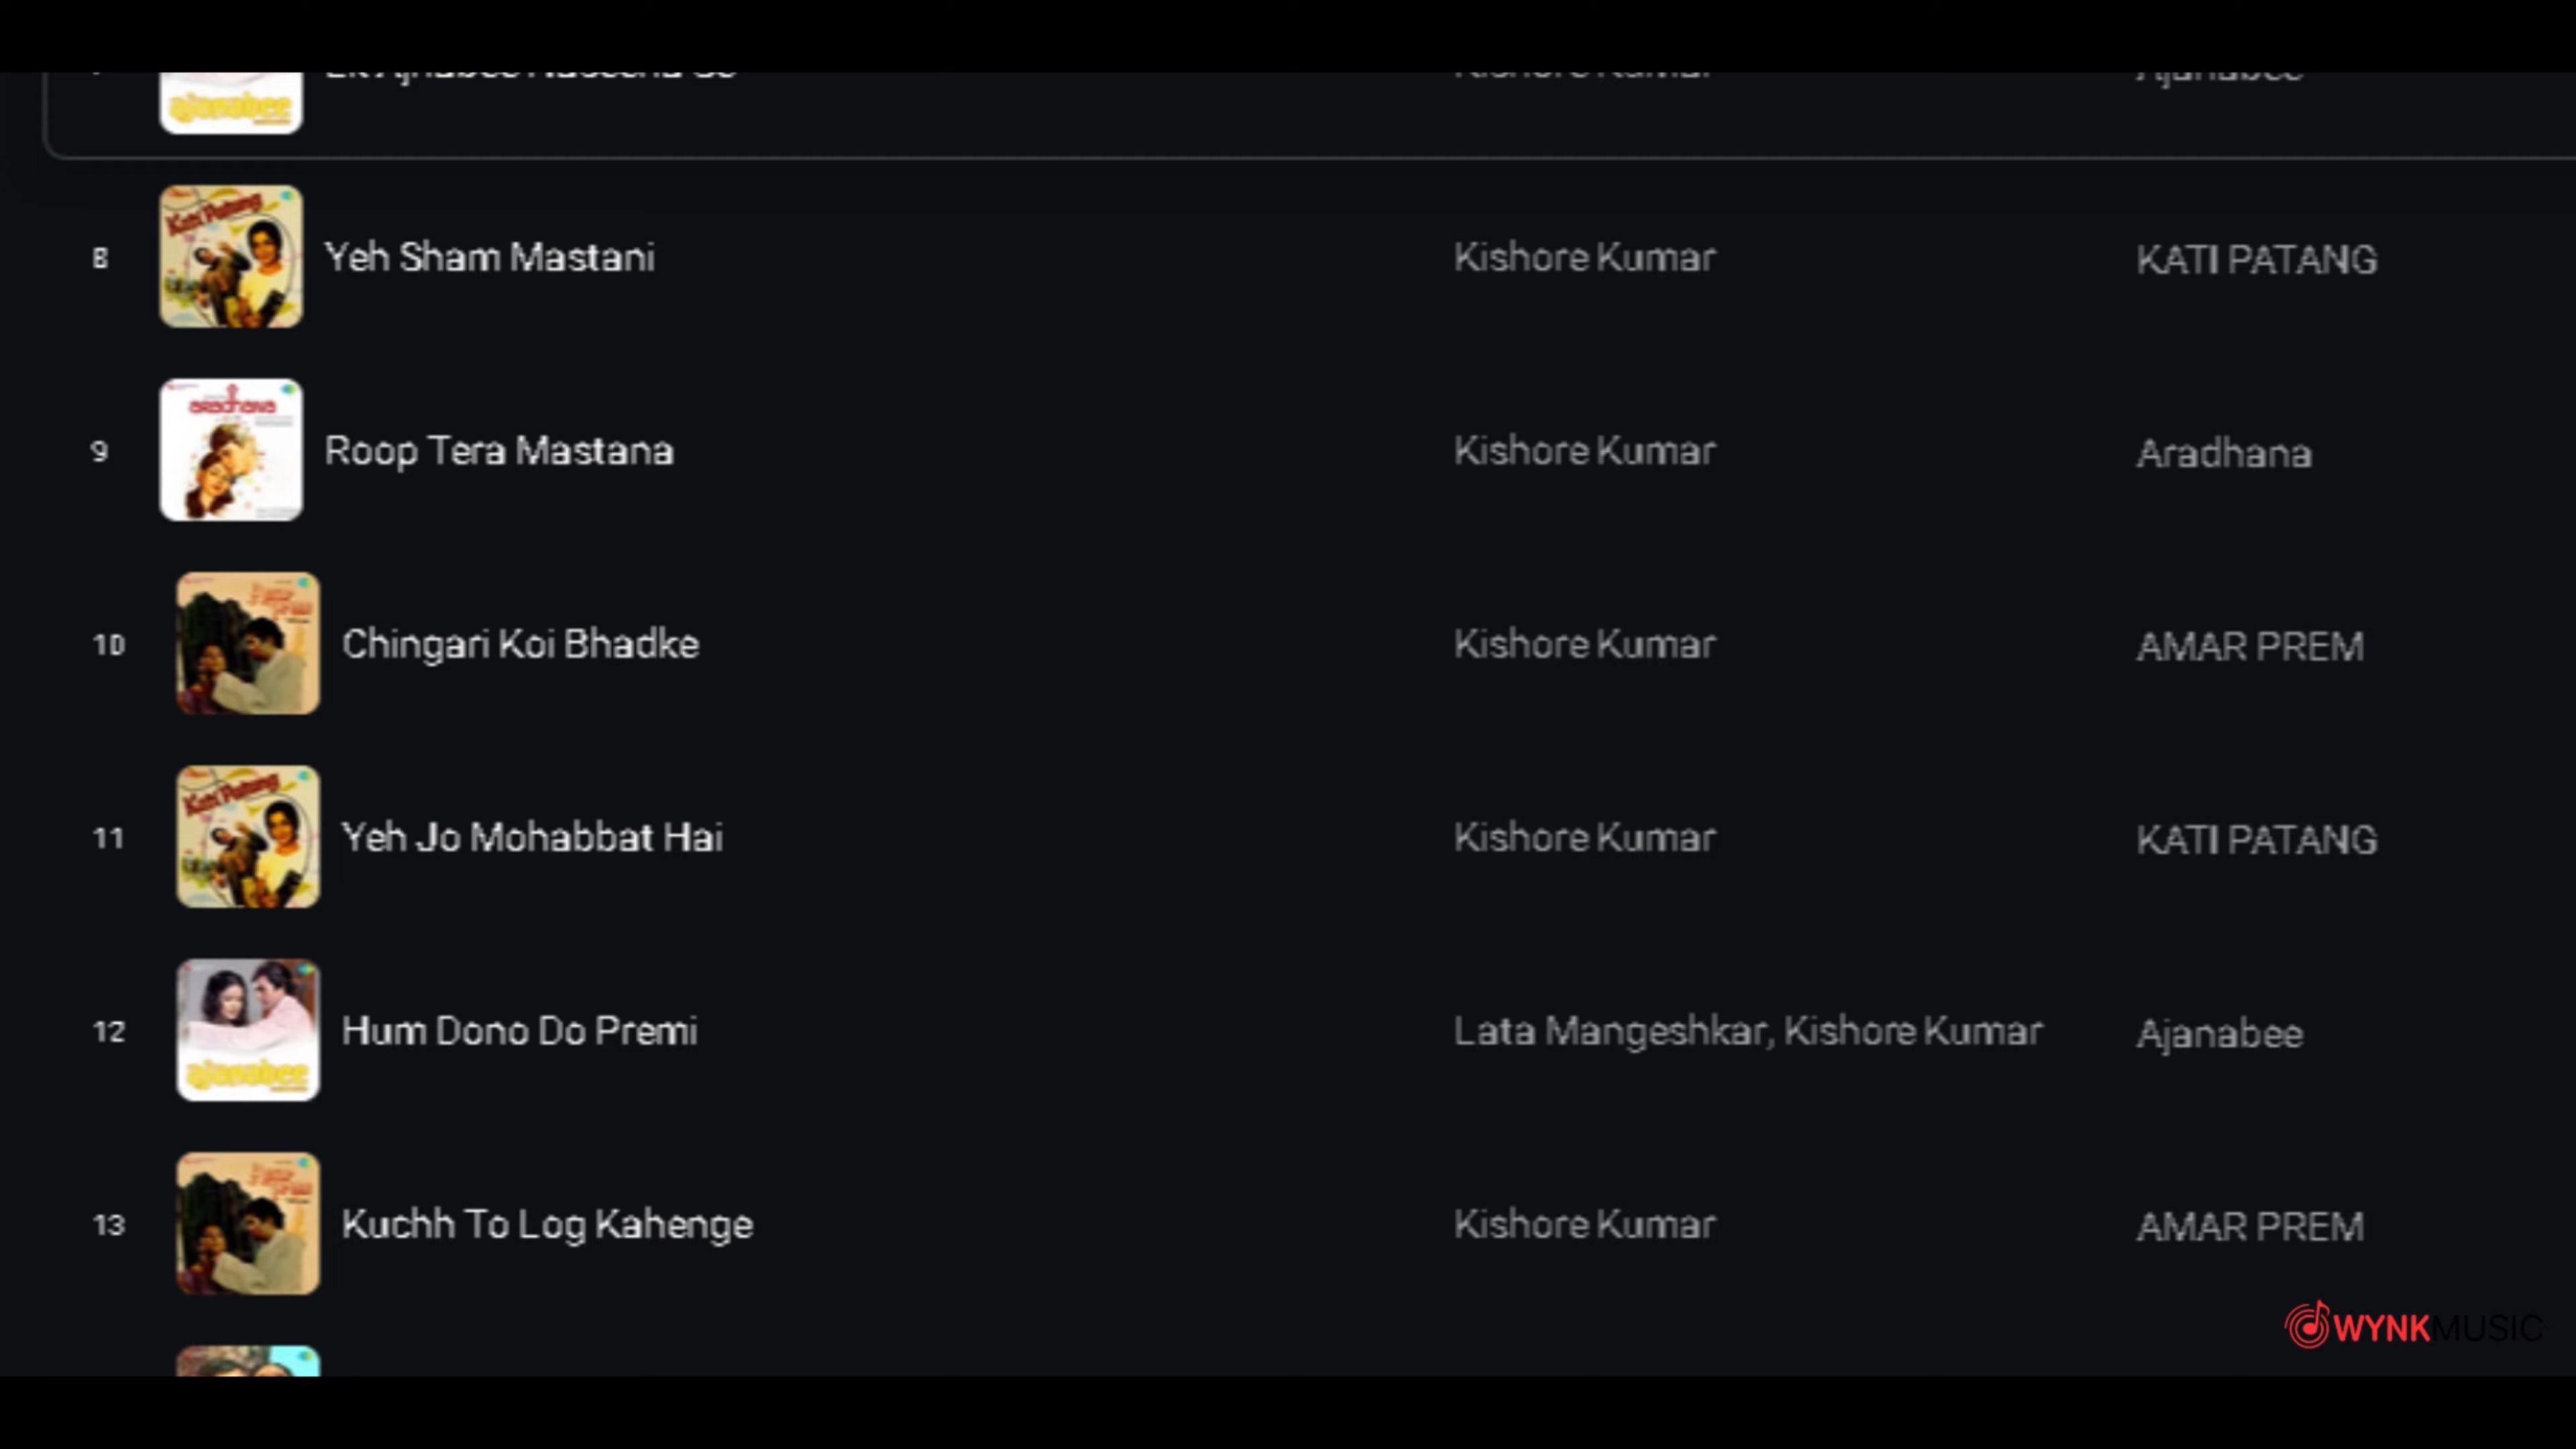 8 Yeh Sham Mastani Kishore Kumar KATI PATANG
9 Roop Tera Mastana Kishore Kumar Aradhana
10 Chingari Koi Bhadke Kishore Kumar AMAR PREM
11 Yeh Jo Mohabbat Hai Kishore Kumar KATI PATANG
ajanabee
12 Hum Dono Do Premi Lata Mangeshkar, Kishore Kumar Ajanabee
13 Kuchh To Log Kahenge Kishore Kumar AMAR PREM
WYNK MUSIC